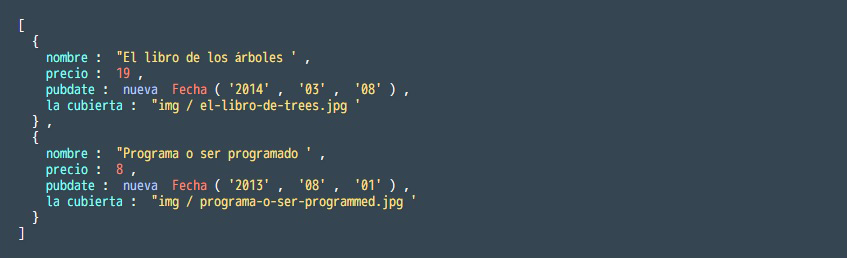 [
{
nombre : "El libro de los árboles ' ,
precio : 19 ,
pubdate : nueva Fecha ( '2014' , '03' , '08' ) ,
la cubierta : "img / el-libro-de-trees.jpg '
} ,
{
nombre : "Programa o ser programado ' ,
precio : 8 ,
pubdate : nueva Fecha ( '2013' , '08' , '01' ) ,
la cubierta : "img / programa-o-ser-programmed.jpg '
}
]